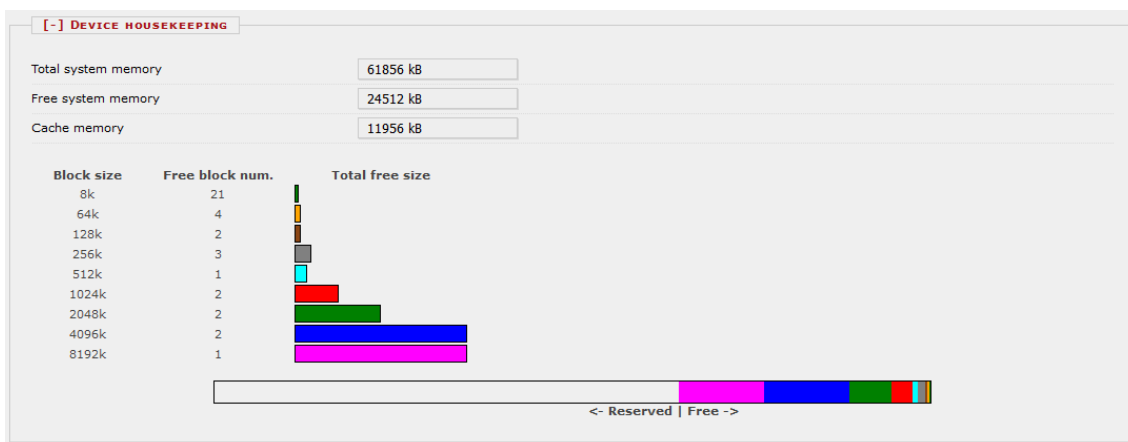 [-] Device housekeeping
Total system memory 61856 kB
Free system memory 24512 kB
Cache memory 11956 kB
Block size Free block num. Total free size
8k 21
64k 4
128k 2
256k 3
512k 1
1024k 2
2048k 2
4096k 2
8192k 1
<- Reserved | Free ->